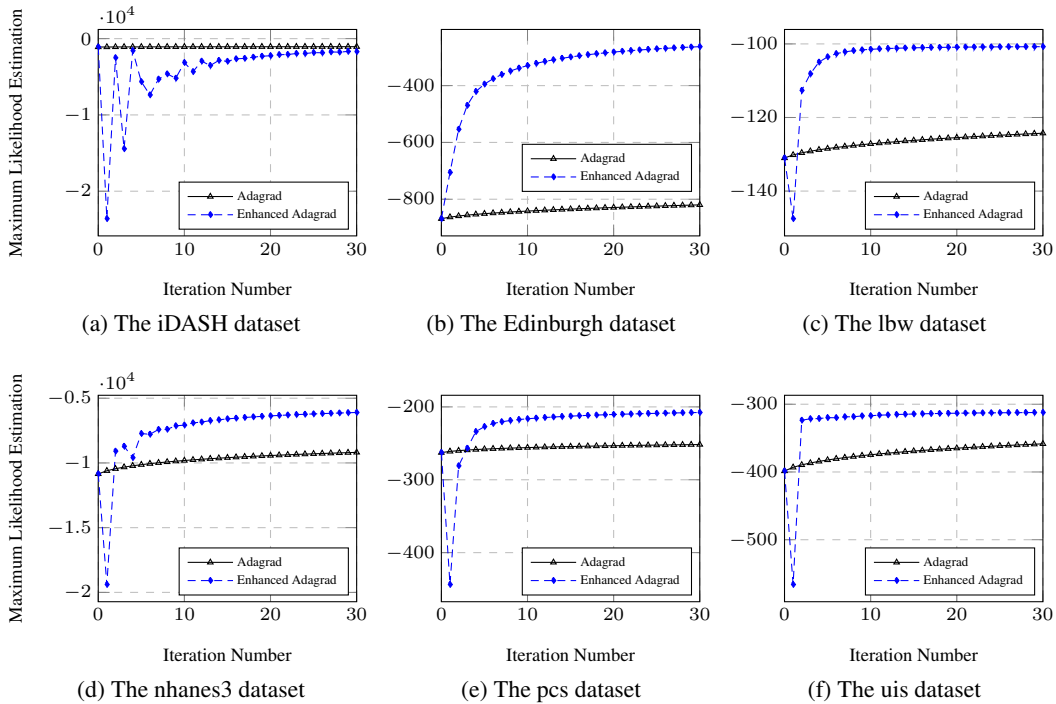 ·10⁴
0
−1
−2
0 10 20 30
Maximum Likelihood Estimation
Iteration Number
Adagrad
Enhanced Adagrad
(a) The iDASH dataset
−400
−600
−800
0 10 20 30
Iteration Number
Adagrad
Enhanced Adagrad
(b) The Edinburgh dataset
−100
−120
−140
0 10 20 30
Iteration Number
Adagrad
Enhanced Adagrad
(c) The lbw dataset
·10⁴
−0.5
−1
−1.5
−2
0 10 20 30
Maximum Likelihood Estimation
Iteration Number
Adagrad
Enhanced Adagrad
(d) The nhanes3 dataset
−200
−300
−400
0 10 20 30
Iteration Number
Adagrad
Enhanced Adagrad
(e) The pcs dataset
−300
−400
−500
0 10 20 30
Iteration Number
Adagrad
Enhanced Adagrad
(f) The uis dataset